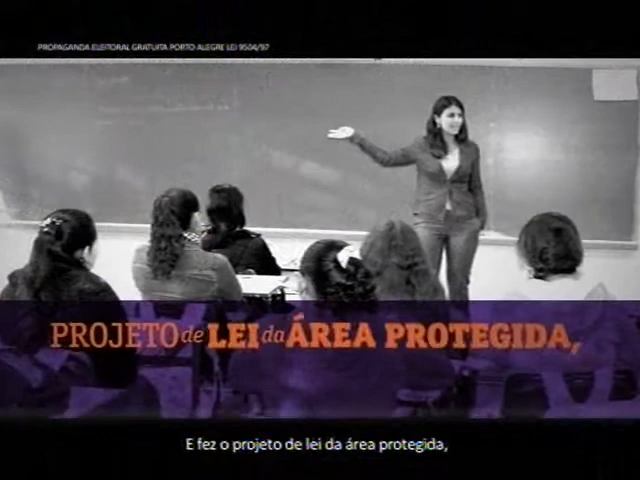 PROPAGANDA ELEITORAL GRATUITA PORTO ALEGRE LEI 9504/97
PROJETO de LEI da ÁREA PROTEGIDA,
E fez o projeto de lei da área protegida,